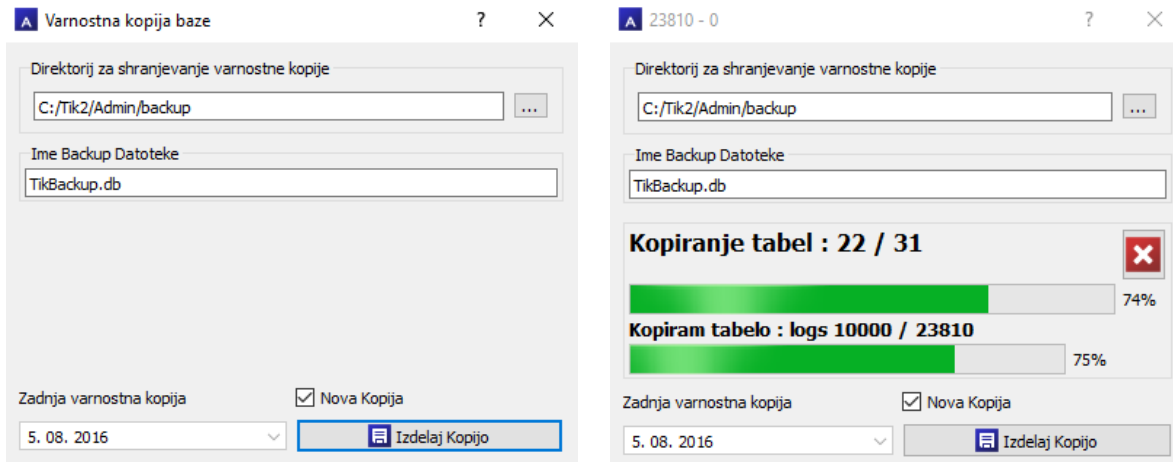 Varnostna kopija baze
Direktorij za shranjevanje varnostne kopije
C:/Tik2/Admin/backup
...
Ime Backup Datoteke
TikBackup.db
Zadnja varnostna kopija
Nova Kopija
5. 08. 2016
Izdelaj Kopijo
23810 - 0
Direktorij za shranjevanje varnostne kopije
C:/Tik2/Admin/backup
...
Ime Backup Datoteke
TikBackup.db
Kopiranje tabel : 22 / 31
74%
Kopiram tabelo : logs 10000 / 23810
75%
Zadnja varnostna kopija
Nova Kopija
5. 08. 2016
Izdelaj Kopijo